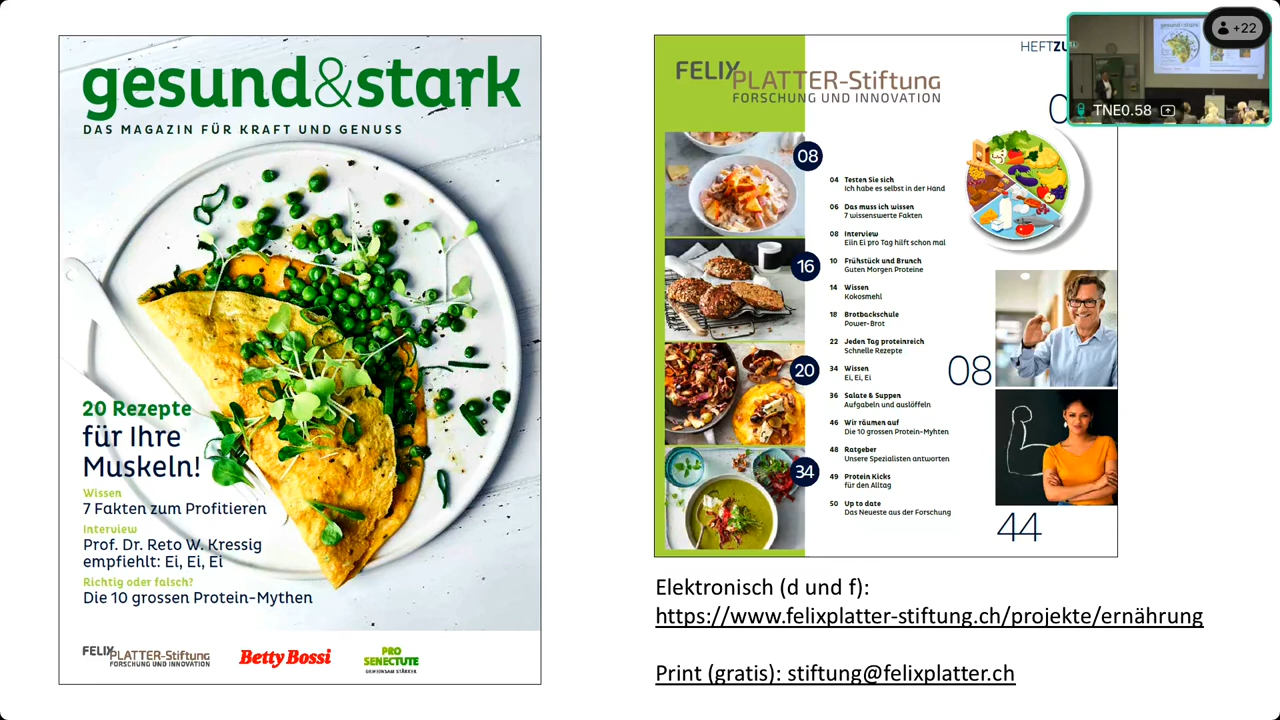 gesund&stark
DAS MAGAZIN FÜR KRAFT UND GENUSS
20 Rezepte
für Ihre
Muskeln!
Wissen
7 Fakten zum Profitieren
Interview
Prof. Dr. Reto W. Kressig
empfiehlt: Ei, Ei, Ei
Richtig oder falsch?
Die 10 grossen Protein-Mythen
FELIX
PLATTER-Stiftung
FORSCHUNG UND INNOVATION
Betty Bossi
PRO
SENECTUTE
GEMEINSAM STÄRKER
FELIX
PLATTER-Stiftung
FORSCHUNG UND INNOVATION
08
16
20
34
04 Testen Sie sich
Ich habe es selbst in der Hand
06 Das muss ich wissen
7 wissenswerte Fakten
08 Interview
Eiin Ei pro Tag hilft schon mal
10 Frühstück und Brunch
Guten Morgen Proteine
14 Wissen
Kokosmehl
18 Brotbackschule
Power-Brot
22 Jeden Tag proteinreich
Schnelle Rezepte
34 Wissen
Ei, Ei, Ei
36 Salate & Suppen
Aufgabeln und auslöffeln
46 Wir räumen auf
Die 10 grossen Protein-Myhten
48 Ratgeber
Unsere Spezialisten antworten
49 Protein Kicks
für den Alltag
50 Up to date
Das Neueste aus der Forschung
08
44
+22
gesund&stark
TNE0.58
Elektronisch (d und f):
https://www.felixplatter-stiftung.ch/projekte/ernährung
Print (gratis): stiftung@felixplatter.ch